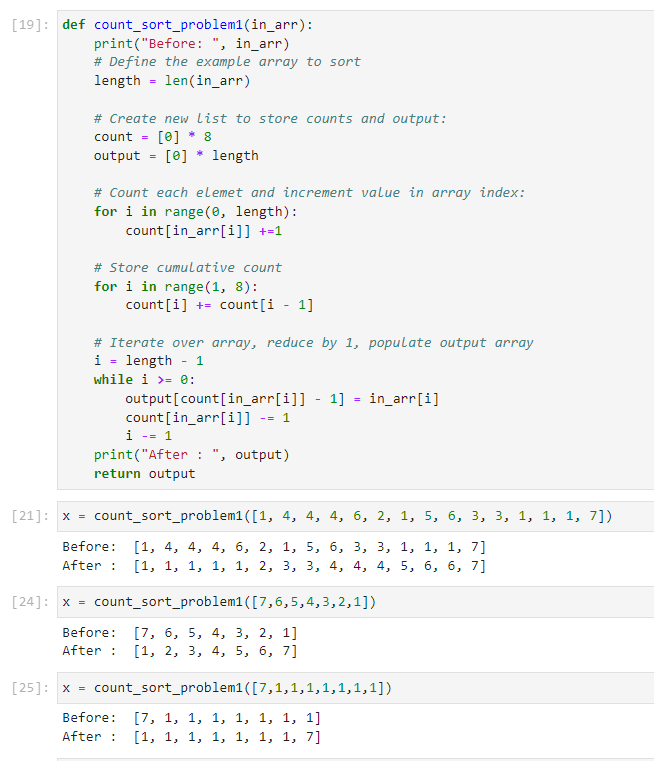 [19]: def count_sort_problem1(in_arr):
    print("Before: ", in_arr)
    # Define the example array to sort
    length = len(in_arr)

    # Create new list to store counts and output:
    count = [0] * 8
    output = [0] * length

    # Count each elemet and increment value in array index:
    for i in range(0, length):
        count[in_arr[i]] +=1

    # Store cumulative count
    for i in range(1, 8):
        count[i] += count[i - 1]

    # Iterate over array, reduce by 1, populate output array
    i = length - 1
    while i >= 0:
        output[count[in_arr[i]] - 1] = in_arr[i]
        count[in_arr[i]] -= 1
        i -= 1
    print("After : ", output)
    return output
[21]: x = count_sort_problem1([1, 4, 4, 4, 6, 2, 1, 5, 6, 3, 3, 1, 1, 1, 7])
Before:  [1, 4, 4, 4, 6, 2, 1, 5, 6, 3, 3, 1, 1, 1, 7]
After :  [1, 1, 1, 1, 1, 2, 3, 3, 4, 4, 4, 5, 6, 6, 7]
[24]: x = count_sort_problem1([7,6,5,4,3,2,1])
Before:  [7, 6, 5, 4, 3, 2, 1]
After :  [1, 2, 3, 4, 5, 6, 7]
[25]: x = count_sort_problem1([7,1,1,1,1,1,1,1])
Before:  [7, 1, 1, 1, 1, 1, 1, 1]
After :  [1, 1, 1, 1, 1, 1, 1, 7]